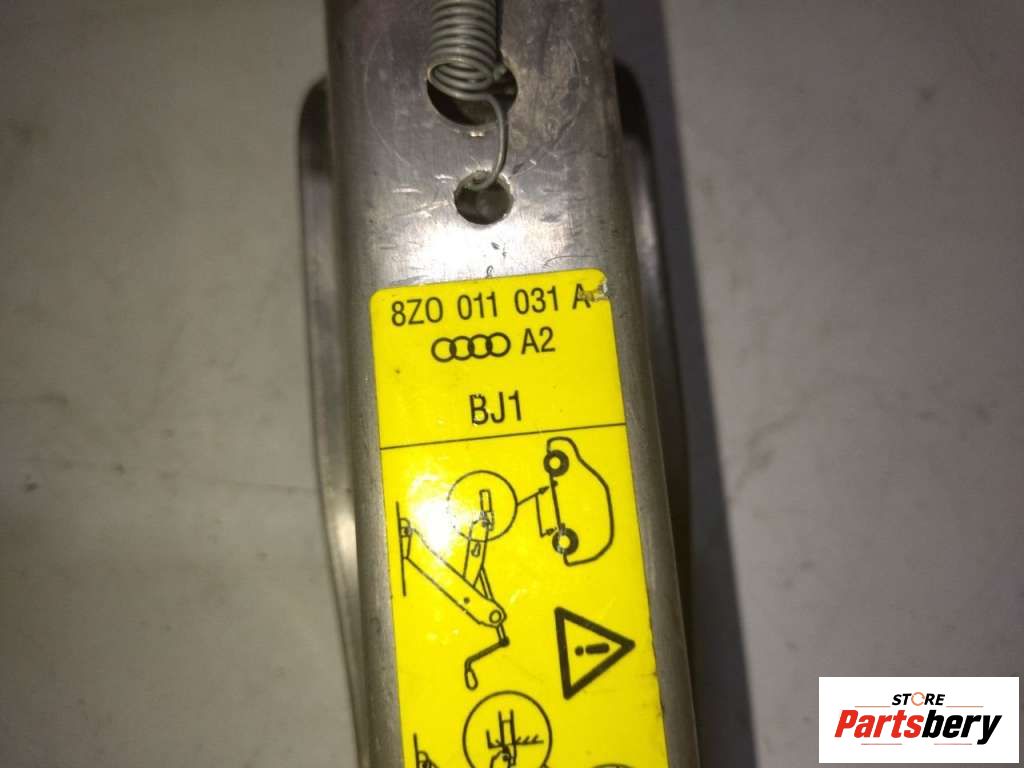 8Z0 011 031 A
A2
BJ1
STORE
Partsbery